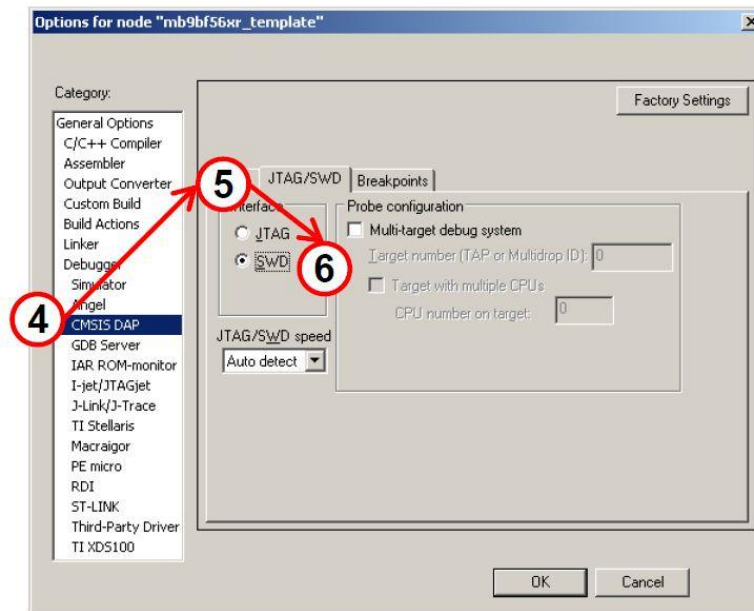 Options for node "mb9bf56xr_template"
Category:
Factory Settings
General Options
C/C++ Compiler
Assembler
Output Converter
Custom Build
Build Actions
Linker
Debugger
Simulator
Angel
CMSIS DAP
GDB Server
IAR ROM-monitor
I-jet/JTAGjet
J-Link/J-Trace
TI Stellaris
Macraigor
PE micro
RDI
ST-LINK
Third-Party Driver
TI XDS100
4
5
6
JTAG/SWD
Breakpoints
Interface
JTAG
SWD
JTAG/SWD speed
Auto detect
Probe configuration
Multi-target debug system
Target number (TAP or Multidrop ID): 0
Target with multiple CPUs
CPU number on target: 0
OK
Cancel